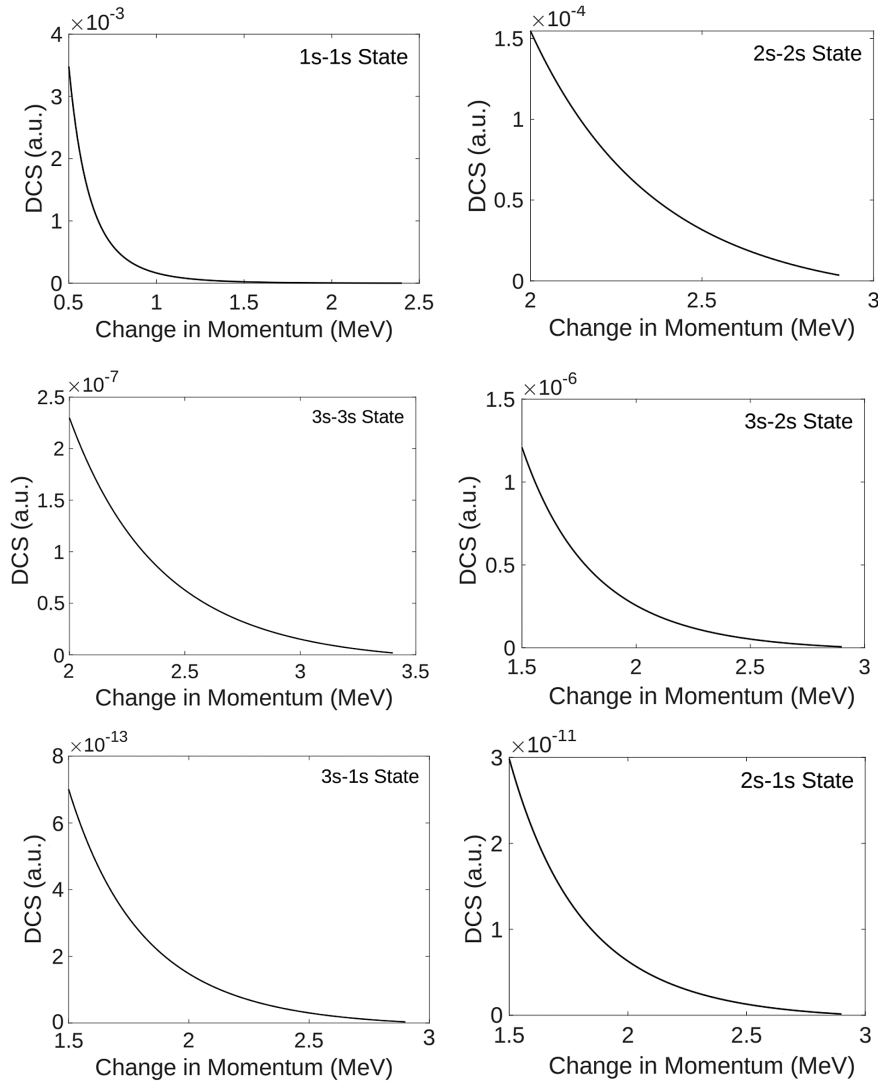 ×10-3
4
3
2
1
0
0.5 1 1.5 2 2.5
DCS (a.u.)
Change in Momentum (MeV)
1s-1s State
×10-4
1.5
1
0.5
0
2 2.5 3
DCS (a.u.)
Change in Momentum (MeV)
2s-2s State
×10-7
2.5
2
1.5
1
0.5
0
2 2.5 3 3.5
DCS (a.u.)
Change in Momentum (MeV)
3s-3s State
×10-6
1.5
1
0.5
0
1.5 2 2.5 3
DCS (a.u.)
Change in Momentum (MeV)
3s-2s State
×10-13
8
6
4
2
0
1.5 2 2.5 3
DCS (a.u.)
Change in Momentum (MeV)
3s-1s State
×10-11
3
2
1
0
1.5 2 2.5 3
DCS (a.u.)
Change in Momentum (MeV)
2s-1s State